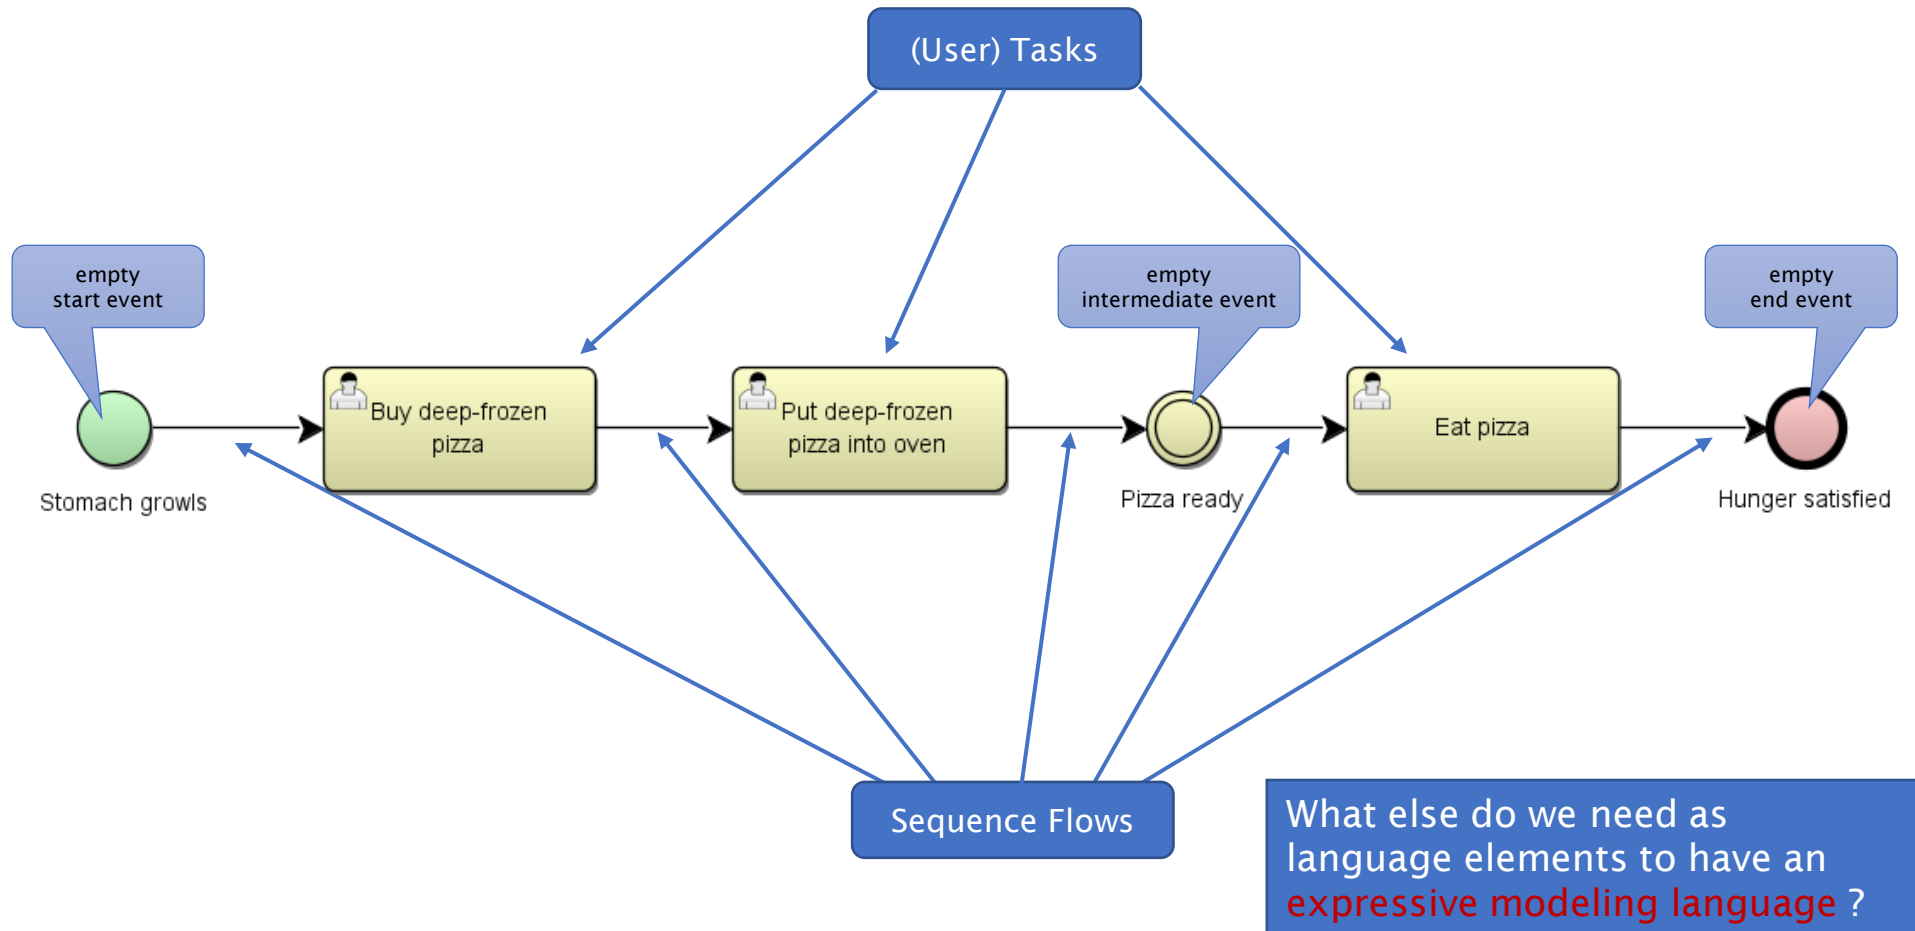 (User) Tasks
empty
start event
empty
intermediate event
empty
end event
Buy deep-frozen
pizza
Put deep-frozen
pizza into oven
Eat pizza
Stomach growls
Pizza ready
Hunger satisfied
Sequence Flows
What else do we need as
language elements to have an
expressive modeling language ?